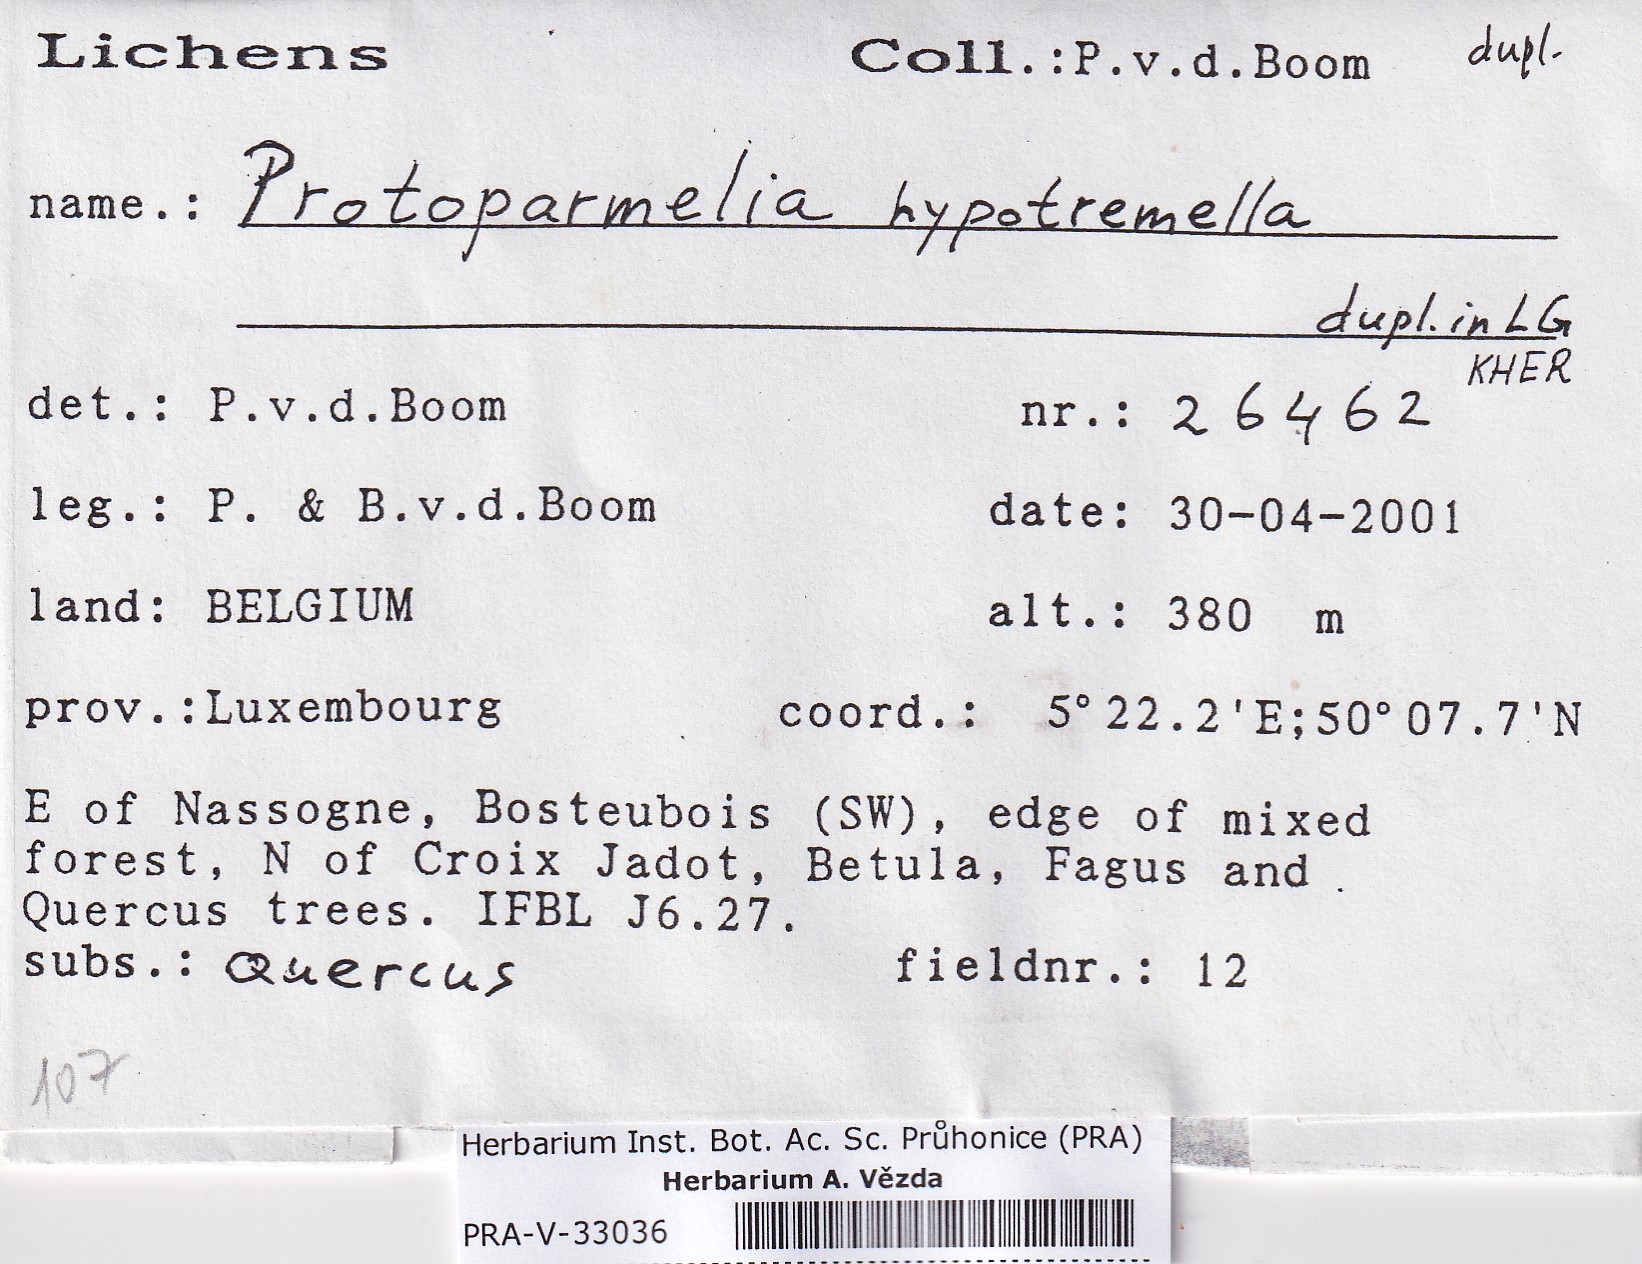 Lichens Coll.:P.v.d.Boom dupl.
name.: Protoparmelia hypotremella
dupl. in LG
KHER
det.: P.v.d.Boom nr.: 26462
leg.: P. & B.v.d.Boom date: 30-04-2001
land: BELGIUM alt.: 380 m
prov.:Luxembourg coord.: 5°22.2'E;50°07.7'N
E of Nassogne, Bosteubois (SW), edge of mixed
forest, N of Croix Jadot, Betula, Fagus and
Quercus trees. IFBL J6.27.
subs.: Quercus fieldnr.: 12
107
Herbarium Inst. Bot. Ac. Sc. Průhonice (PRA)
Herbarium A. Vězda
PRA-V-33036